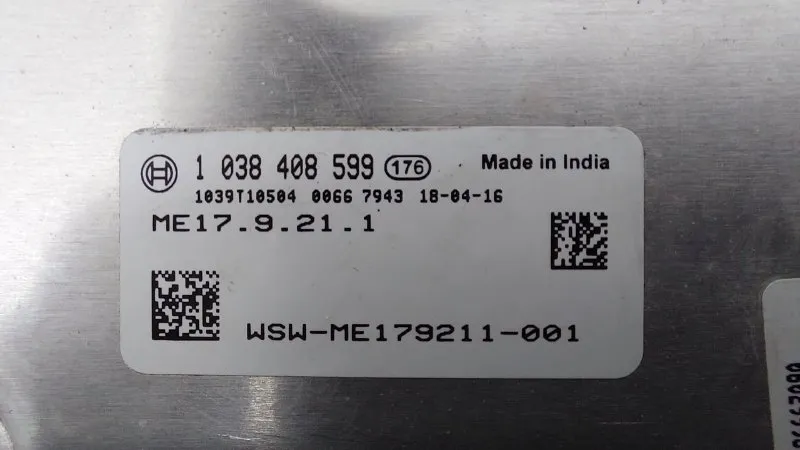 1 038 408 599 176 Made in India
1039T10504 0066 7943 18-04-16
ME17.9.21.1
WSW-ME179211-001